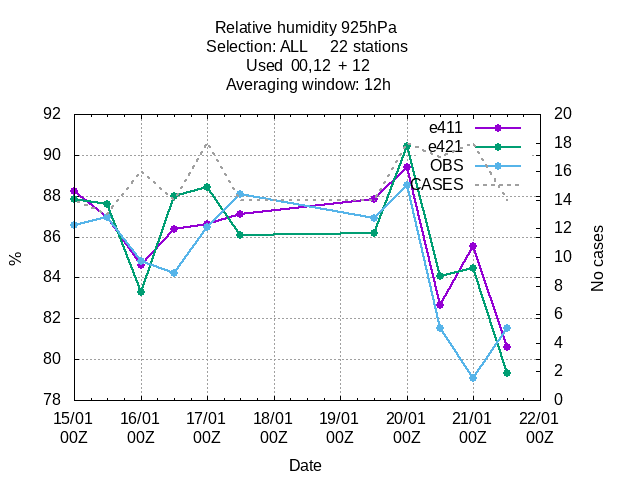 Relative humidity 925hPa
Selection: ALL     22 stations
Used  00,12  + 12
Averaging window: 12h
92
90
88
86
84
82
80
78
%
20
18
16
14
12
10
8
6
4
2
0
No cases
e411
e421
OBS
CASES
15/01 16/01 17/01 18/01 19/01 20/01 21/01 22/01
00Z 00Z 00Z 00Z 00Z 00Z 00Z 00Z
Date